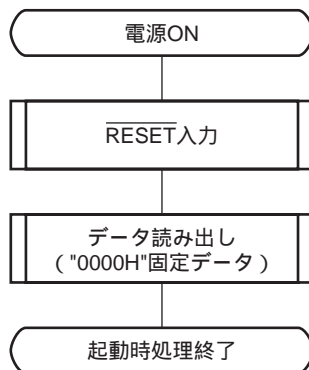 電源ON
RESET入力
データ読み出し
( "0000H"固定データ )
起動時処理終了